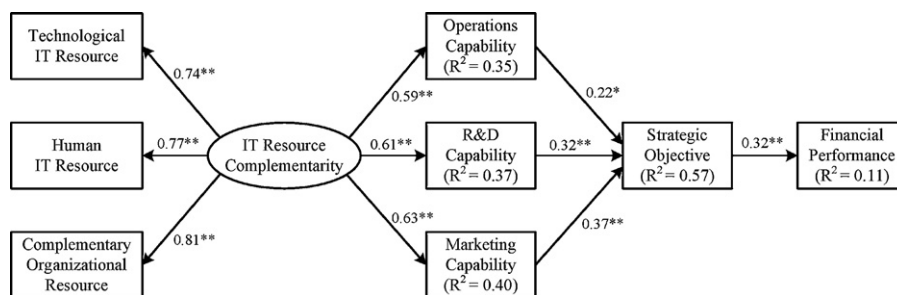 Technological
IT Resource
0.74**
Human
IT Resource
0.77**
Complementary
Organizational
Resource
0.81**
IT Resource
Complementarity
0.59**
0.61**
0.63**
Operations
Capability
(R² = 0.35)
R&D
Capability
(R² = 0.37)
Marketing
Capability
(R² = 0.40)
0.22*
0.32**
0.37**
Strategic
Objective
(R² = 0.57)
0.32**
Financial
Performance
(R² = 0.11)